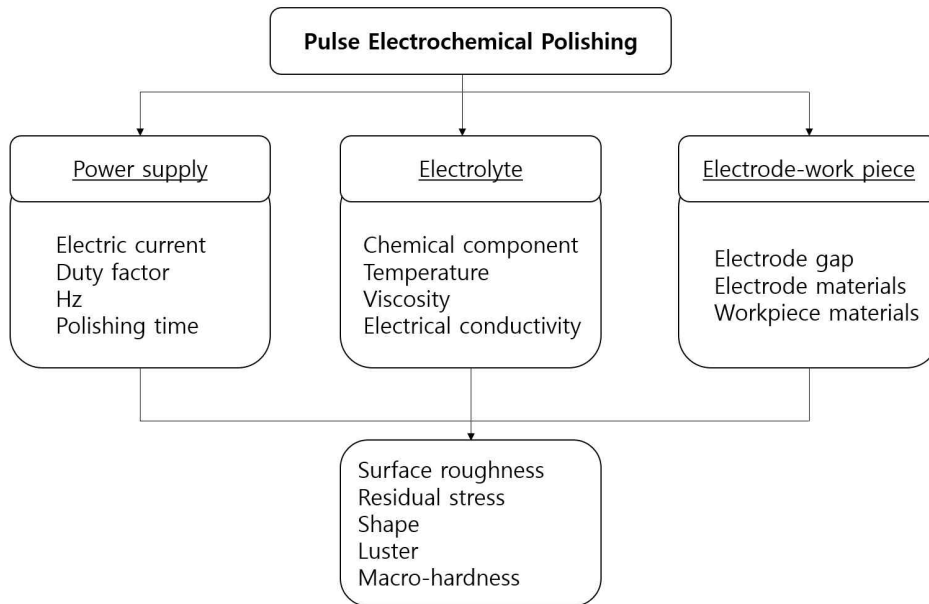 Pulse Electrochemical Polishing
Power supply
Electric current
Duty factor
Hz
Polishing time
Electrolyte
Chemical component
Temperature
Viscosity
Electrical conductivity
Electrode-work piece
Electrode gap
Electrode materials
Workpiece materials
Surface roughness
Residual stress
Shape
Luster
Macro-hardness